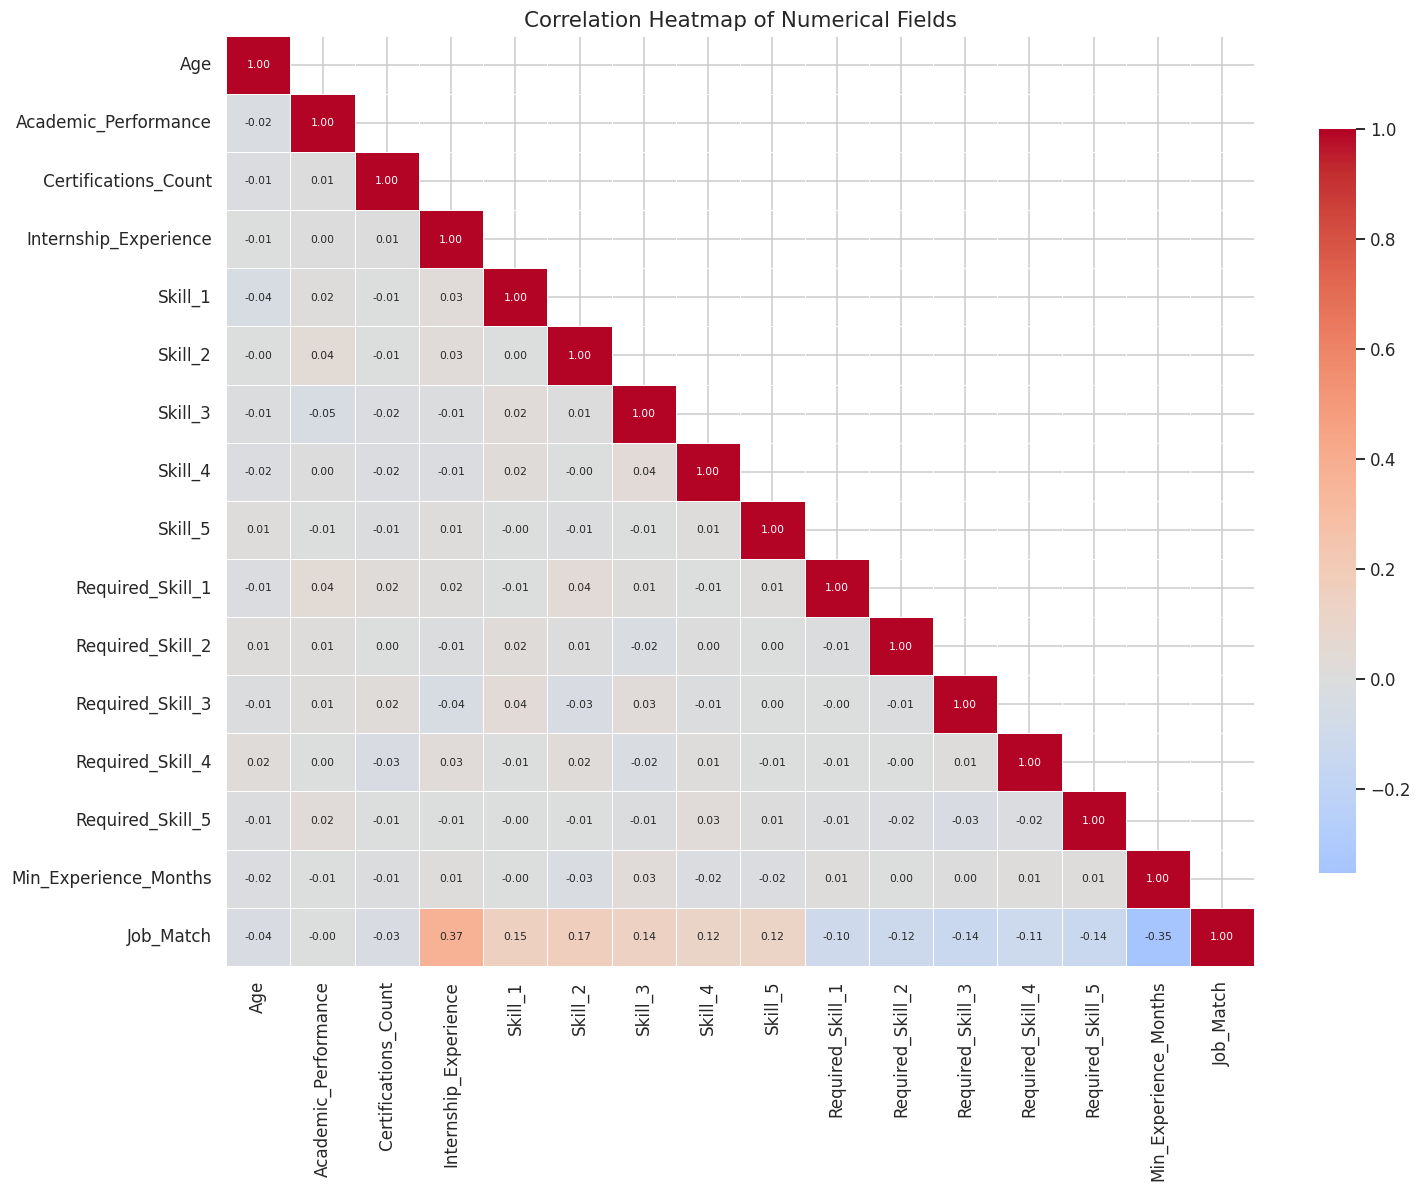 Correlation Heatmap of Numerical Fields
Age 1.00
Academic_Performance -0.02 1.00
Certifications_Count -0.01 0.01 1.00
Internship_Experience -0.01 0.00 0.01 1.00
Skill_1 -0.04 0.02 -0.01 0.03 1.00
Skill_2 -0.00 0.04 -0.01 0.03 0.00 1.00
Skill_3 -0.01 -0.05 -0.02 -0.01 0.02 0.01 1.00
Skill_4 -0.02 0.00 -0.02 -0.01 0.02 -0.00 0.04 1.00
Skill_5 0.01 -0.01 -0.01 0.01 -0.00 -0.01 -0.01 0.01 1.00
Required_Skill_1 -0.01 0.04 0.02 0.02 -0.01 0.04 0.01 -0.01 0.01 1.00
Required_Skill_2 0.01 0.01 0.00 -0.01 0.02 0.01 -0.02 0.00 0.00 -0.01 1.00
Required_Skill_3 -0.01 0.01 0.02 -0.04 0.04 -0.03 0.03 -0.01 0.00 -0.00 -0.01 1.00
Required_Skill_4 0.02 0.00 -0.03 0.03 -0.01 0.02 -0.02 0.01 -0.01 -0.01 -0.00 0.01 1.00
Required_Skill_5 -0.01 0.02 -0.01 -0.01 -0.00 -0.01 -0.01 0.03 0.01 -0.01 -0.02 -0.03 -0.02 1.00
Min_Experience_Months -0.02 -0.01 -0.01 0.01 -0.00 -0.03 0.03 -0.02 -0.02 0.01 0.00 0.00 0.01 0.01 1.00
Job_Match -0.04 -0.00 -0.03 0.37 0.15 0.17 0.14 0.12 0.12 -0.10 -0.12 -0.14 -0.11 -0.14 -0.35 1.00
Age
Academic_Performance
Certifications_Count
Internship_Experience
Skill_1
Skill_2
Skill_3
Skill_4
Skill_5
Required_Skill_1
Required_Skill_2
Required_Skill_3
Required_Skill_4
Required_Skill_5
Min_Experience_Months
Job_Match
1.0
0.8
0.6
0.4
0.2
0.0
−0.2